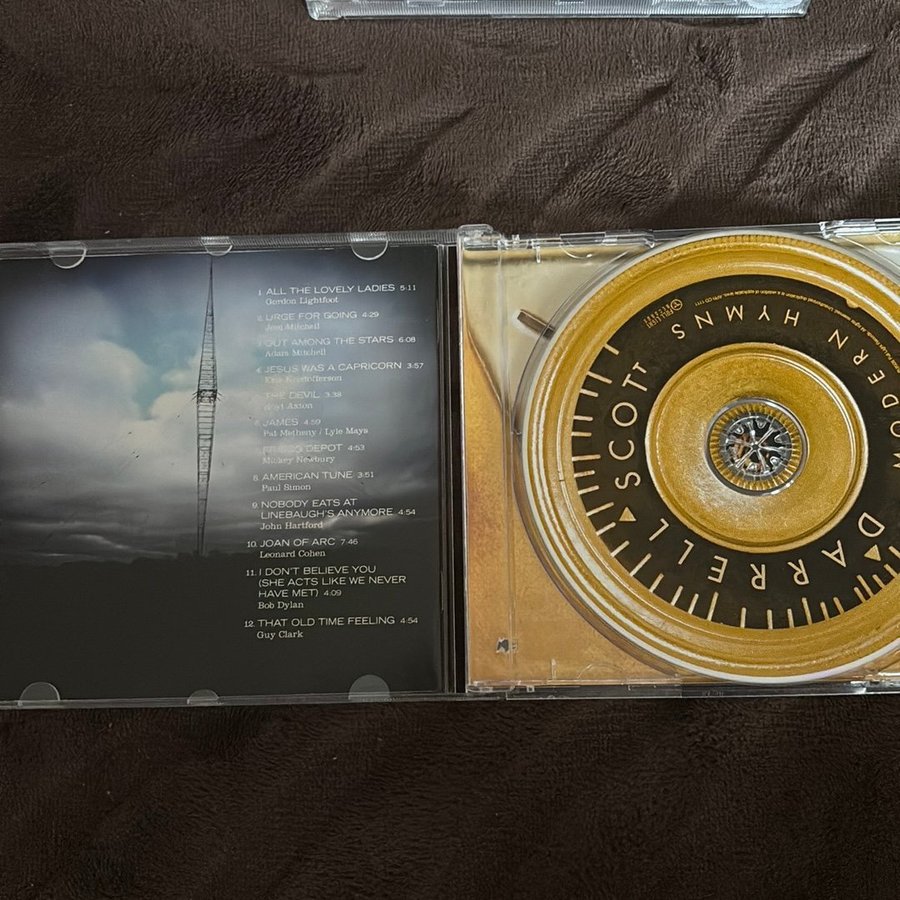 1. ALL THE LOVELY LADIES 5:11
Gordon Lightfoot
2. URGE FOR GOING 4:29
Joni Mitchell
3. OUT AMONG THE STARS 6:08
Adam Mitchell
4. JESUS WAS A CAPRICORN 3:57
Kris Kristofferson
5. THE DEVIL 3:38
Hoyt Axton
6. JAMES 4:59
Pat Metheny / Lyle Mays
FRISCO DEPOT 4:53
Mickey Newbury
8. AMERICAN TUNE 3:51
Paul Simon
9. NOBODY EATS AT
LINEBAUGH'S ANYMORE 4:54
John Hartford
10. JOAN OF ARC 7:46
Leonard Cohen
11. I DON'T BELIEVE YOU
(SHE ACTS LIKE WE NEVER
HAVE MET) 4:09
Bob Dylan
12. THAT OLD TIME FEELING 4:54
Guy Clark
DARRELL SCOTT
MODERN HYMNS
FULL LIGHT
RECORDS